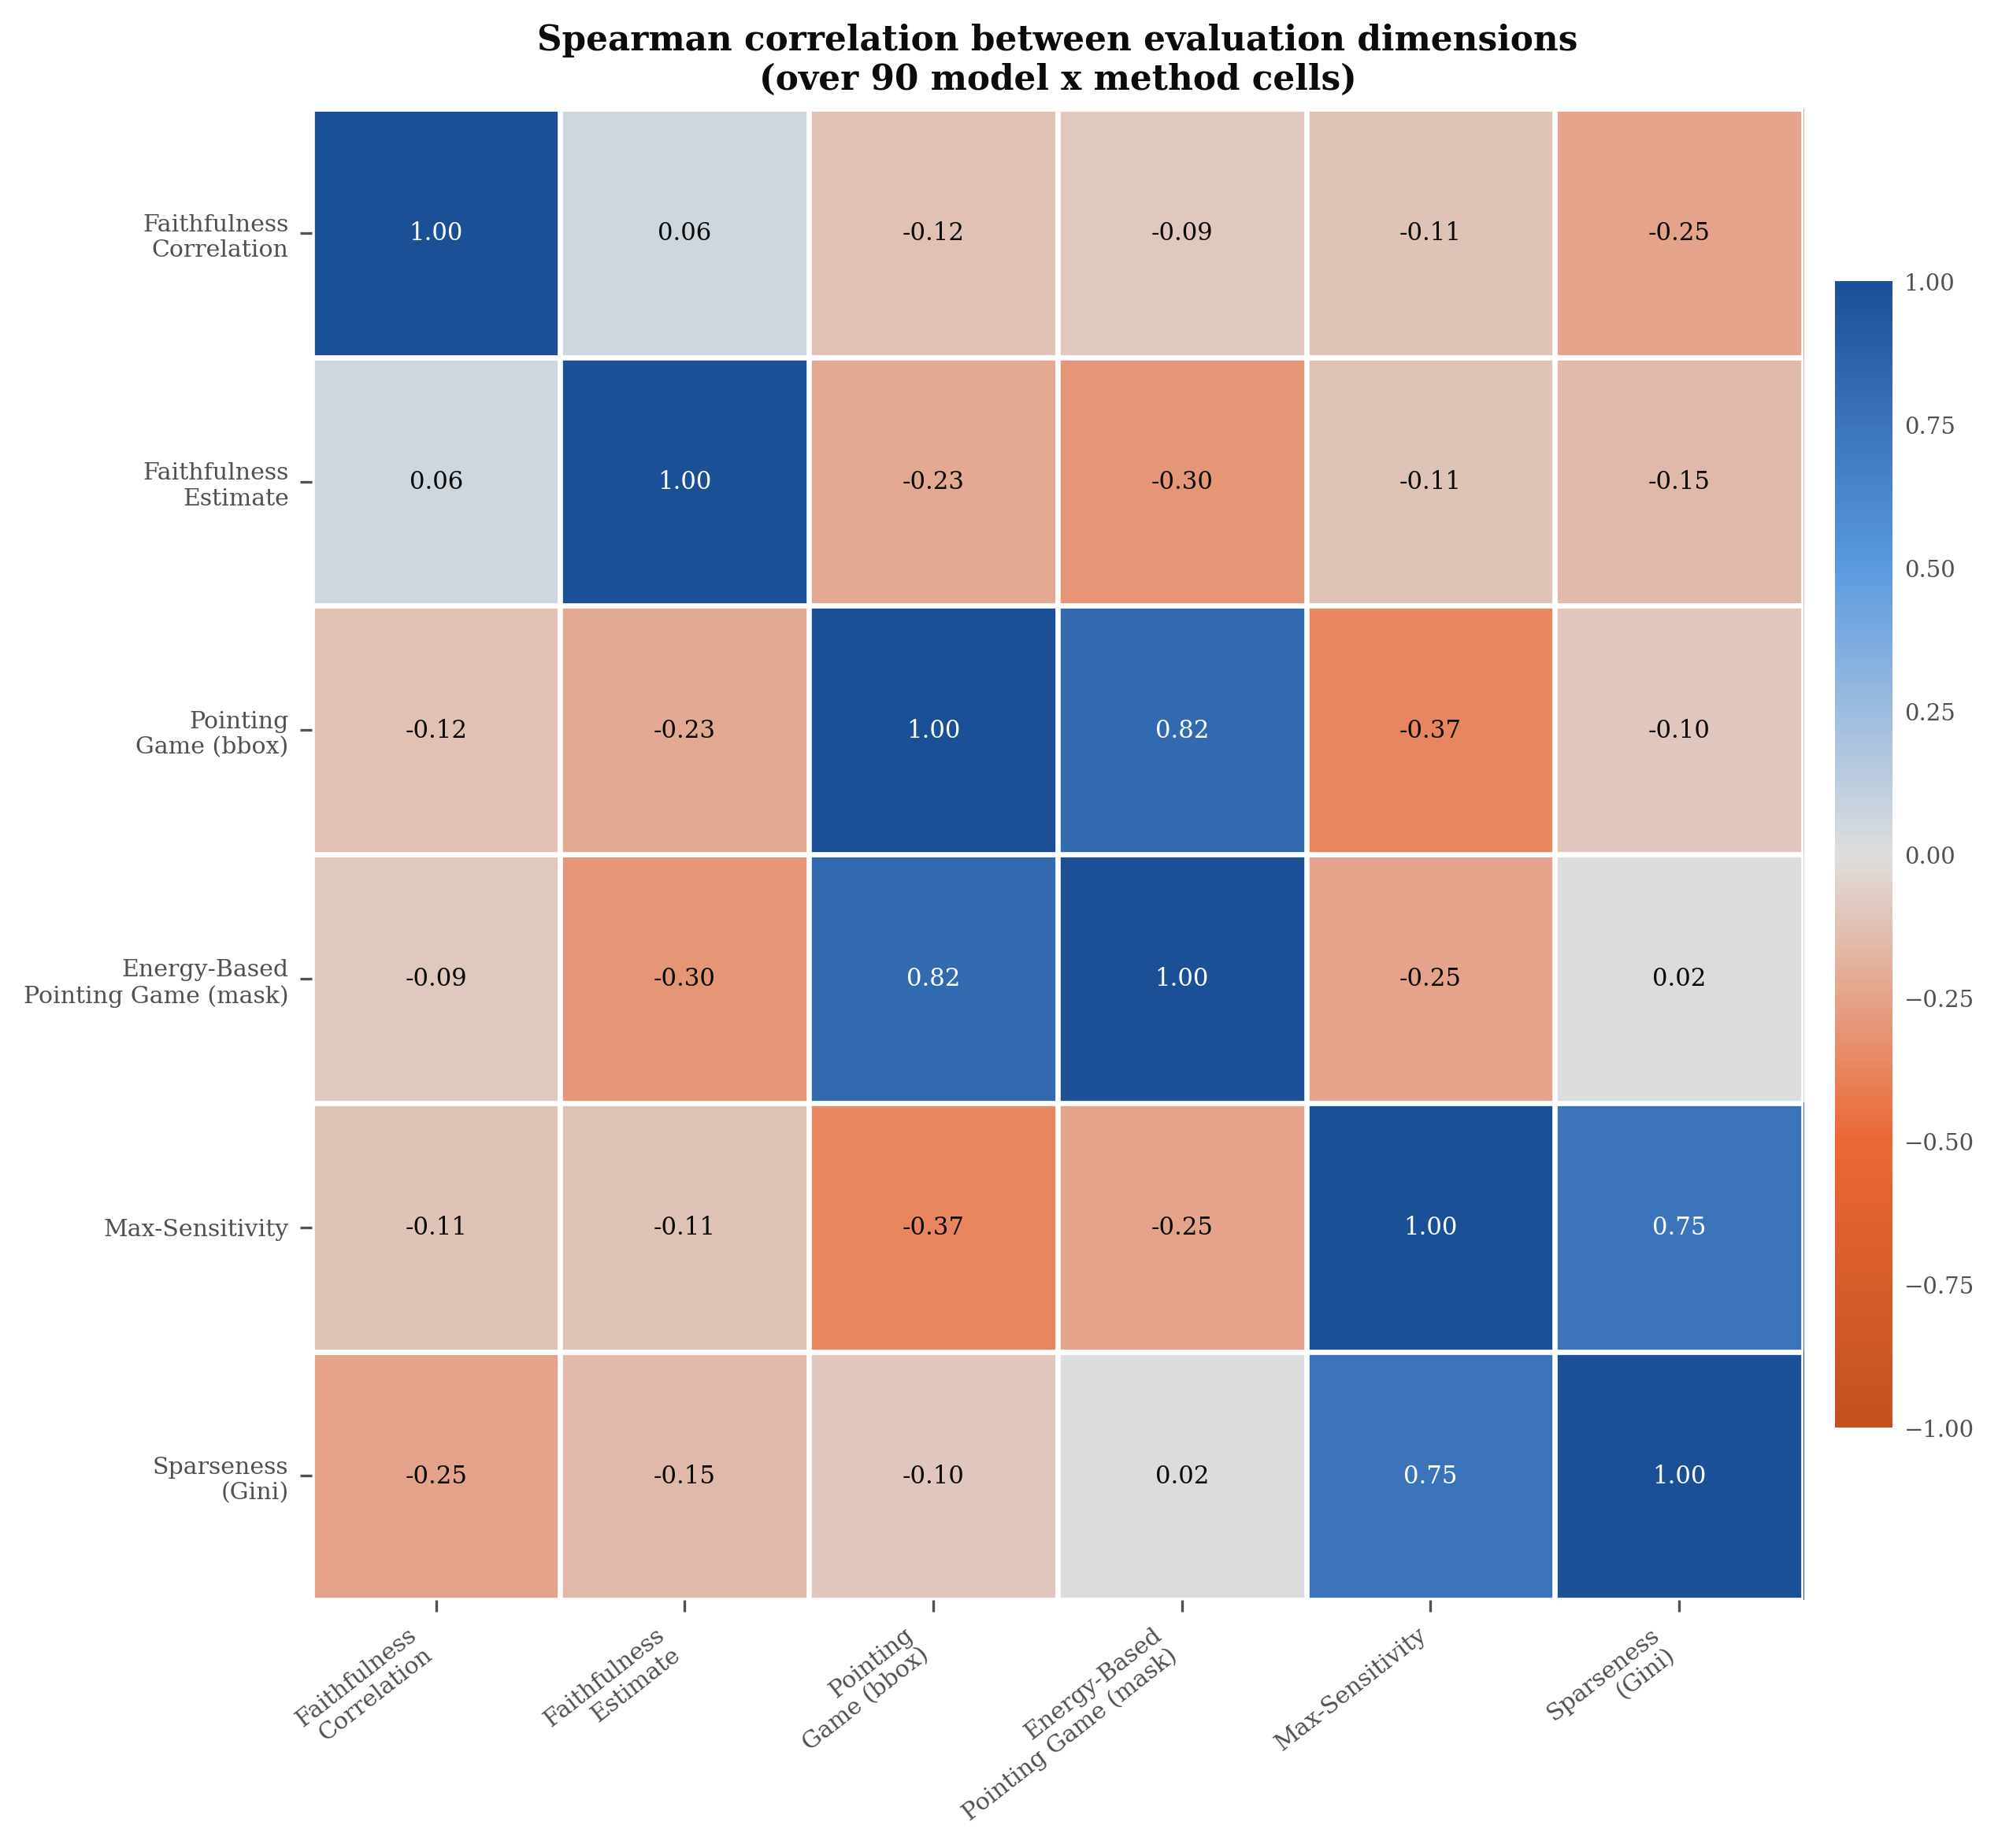 Spearman correlation between evaluation dimensions
(over 90 model x method cells)
Faithfulness
Correlation
1.00 0.06 -0.12 -0.09 -0.11 -0.25
Faithfulness
Estimate
0.06 1.00 -0.23 -0.30 -0.11 -0.15
Pointing
Game (bbox)
-0.12 -0.23 1.00 0.82 -0.37 -0.10
Energy-Based
Pointing Game (mask)
-0.09 -0.30 0.82 1.00 -0.25 0.02
Max-Sensitivity
-0.11 -0.11 -0.37 -0.25 1.00 0.75
Sparseness
(Gini)
-0.25 -0.15 -0.10 0.02 0.75 1.00
Faithfulness
Correlation
Faithfulness
Estimate
Pointing
Game (bbox)
Energy-Based
Pointing Game (mask)
Max-Sensitivity
Sparseness
(Gini)
1.00
0.75
0.50
0.25
0.00
−0.25
−0.50
−0.75
−1.00